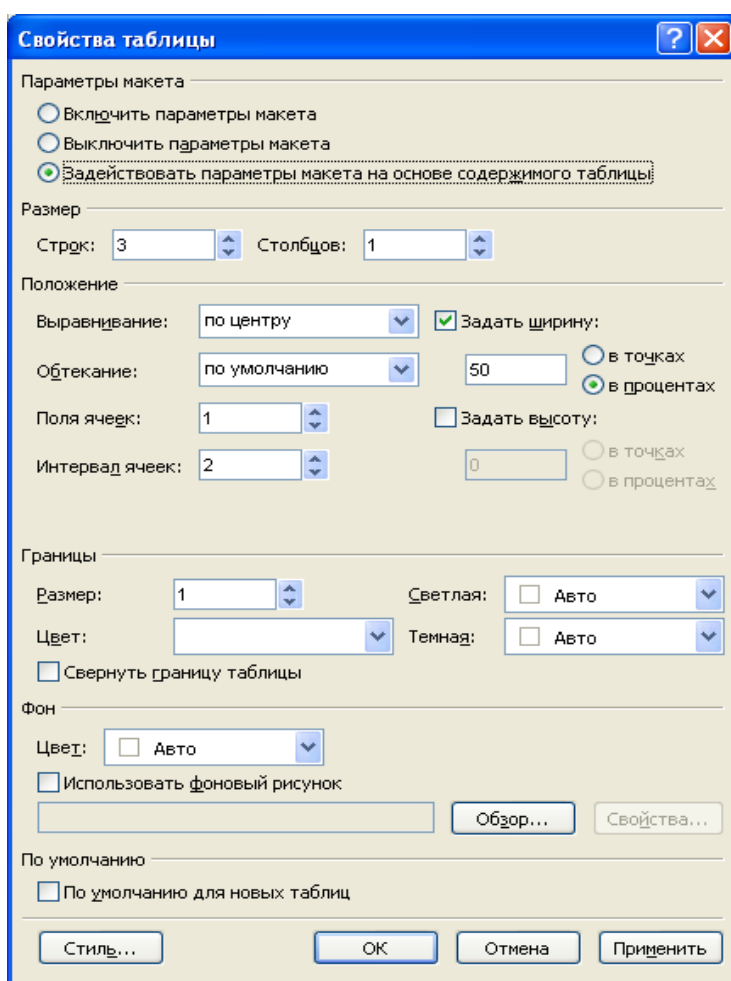 Свойства таблицы
Параметры макета
Включить параметры макета
Выключить параметры макета
Задействовать параметры макета на основе содержимого таблицы
Размер
Строк: 3 Столбцов: 1
Положение
Выравнивание: по центру Задать ширину:
Обтекание: по умолчанию 50 в точках
в процентах
Поля ячеек: 1 Задать высоту:
Интервал ячеек: 2 0 в точках
в процентах
Границы
Размер: 1 Светлая: Авто
Цвет: Темная: Авто
Свернуть границу таблицы
Фон
Цвет: Авто
Использовать фоновый рисунок
Обзор... Свойства...
По умолчанию
По умолчанию для новых таблиц
Стиль... ОК Отмена Применить